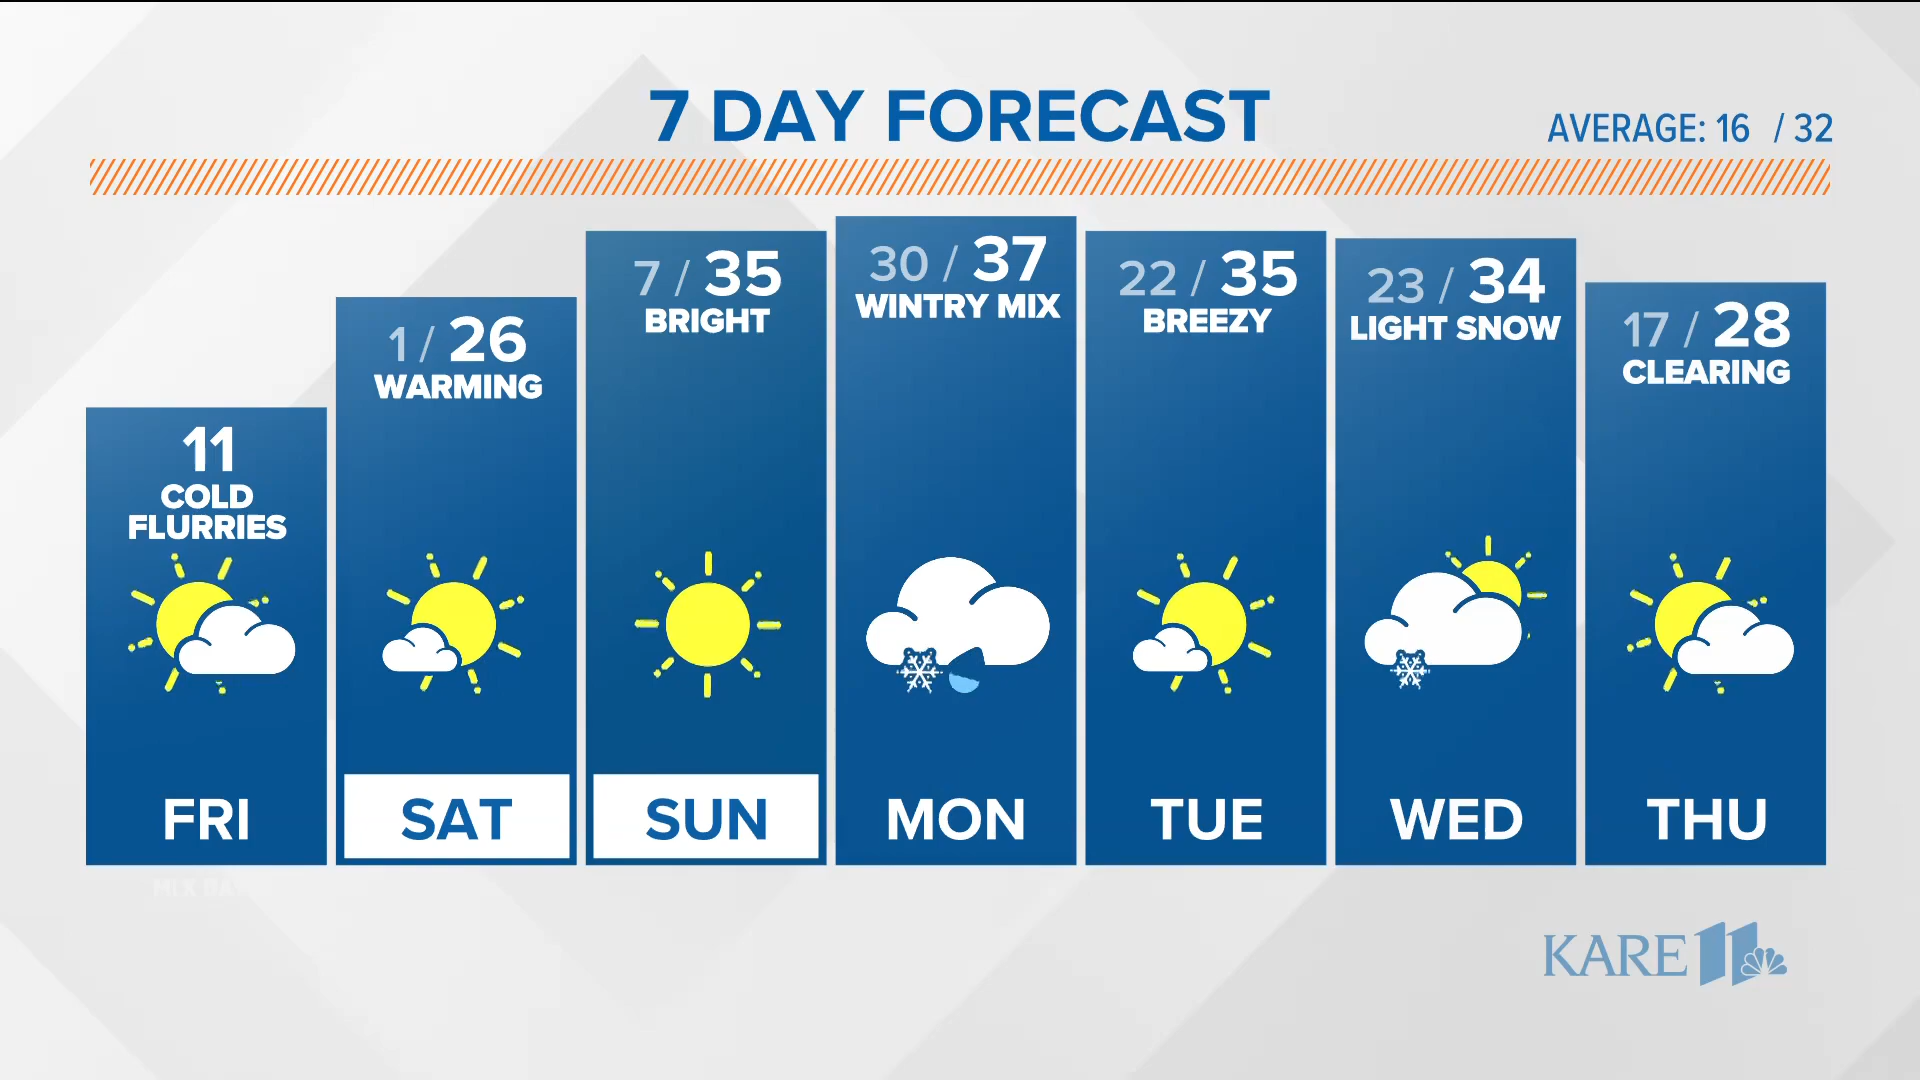 7 DAY FORECAST
AVERAGE: 16 / 32
11
COLD
FLURRIES
FRI
1 / 26
WARMING
SAT
7 / 35
BRIGHT
SUN
30 / 37
WINTRY MIX
MON
22 / 35
BREEZY
TUE
23 / 34
LIGHT SNOW
WED
17 / 28
CLEARING
THU
KARE 11